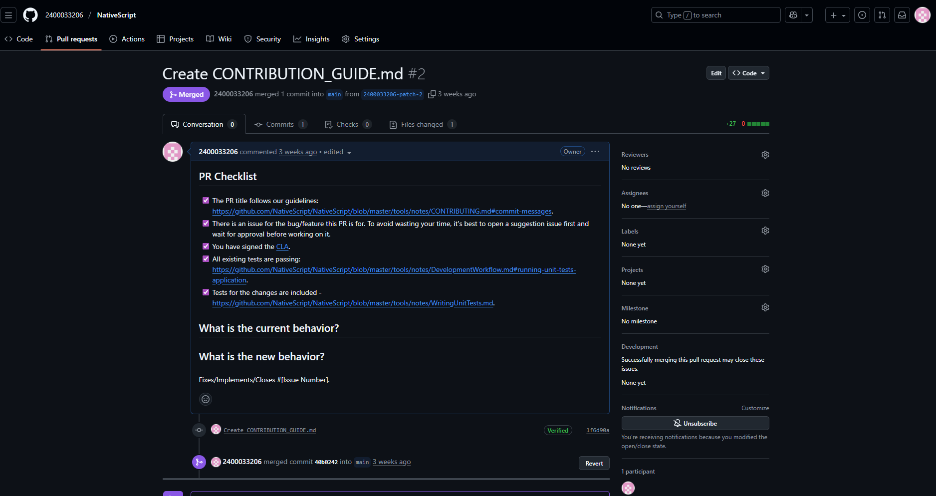 2400033206 / NativeScript
Type / to search
Code
Pull requests
Actions
Projects
Wiki
Security
Insights
Settings
Create CONTRIBUTION_GUIDE.md #2
Edit
Code
Merged
2400033206 merged 1 commit into main from 2400033206-patch-2 3 weeks ago
Conversation 0
Commits 1
Checks 0
Files changed 1
+27 0
2400033206 commented 3 weeks ago • edited
Owner
PR Checklist
The PR title follows our guidelines:
https://github.com/NativeScript/NativeScript/blob/master/tools/notes/CONTRIBUTING.md#commit-messages.
There is an issue for the bug/feature this PR is for. To avoid wasting your time, it's best to open a suggestion issue first and
wait for approval before working on it.
You have signed the CLA.
All existing tests are passing:
https://github.com/NativeScript/NativeScript/blob/master/tools/notes/DevelopmentWorkflow.md#running-unit-tests-
application.
Tests for the changes are included -
https://github.com/NativeScript/NativeScript/blob/master/tools/notes/WritingUnitTests.md.
What is the current behavior?
What is the new behavior?
Fixes/Implements/Closes #[Issue Number].
Create CONTRIBUTION_GUIDE.md
Verified
1f6d90a
2400033206 merged commit 40b0242 into main 3 weeks ago
Revert
Reviewers
No reviews
Assignees
No one—assign yourself
Labels
None yet
Projects
None yet
Milestone
No milestone
Development
Successfully merging this pull request may close these
issues.
None yet
Notifications
Customize
Unsubscribe
You're receiving notifications because you modified the
open/close state.
1 participant